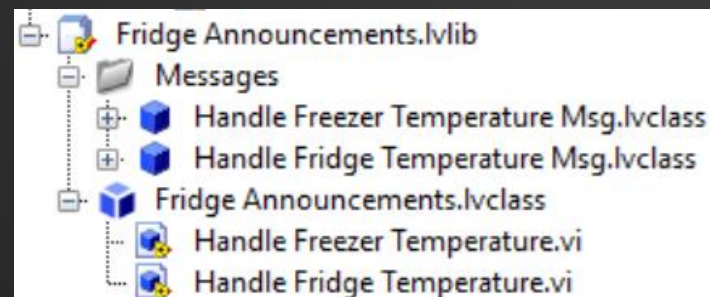 Fridge Announcements.lvlib
Messages
Handle Freezer Temperature Msg.lvclass
Handle Fridge Temperature Msg.lvclass
Fridge Announcements.lvclass
Handle Freezer Temperature.vi
Handle Fridge Temperature.vi